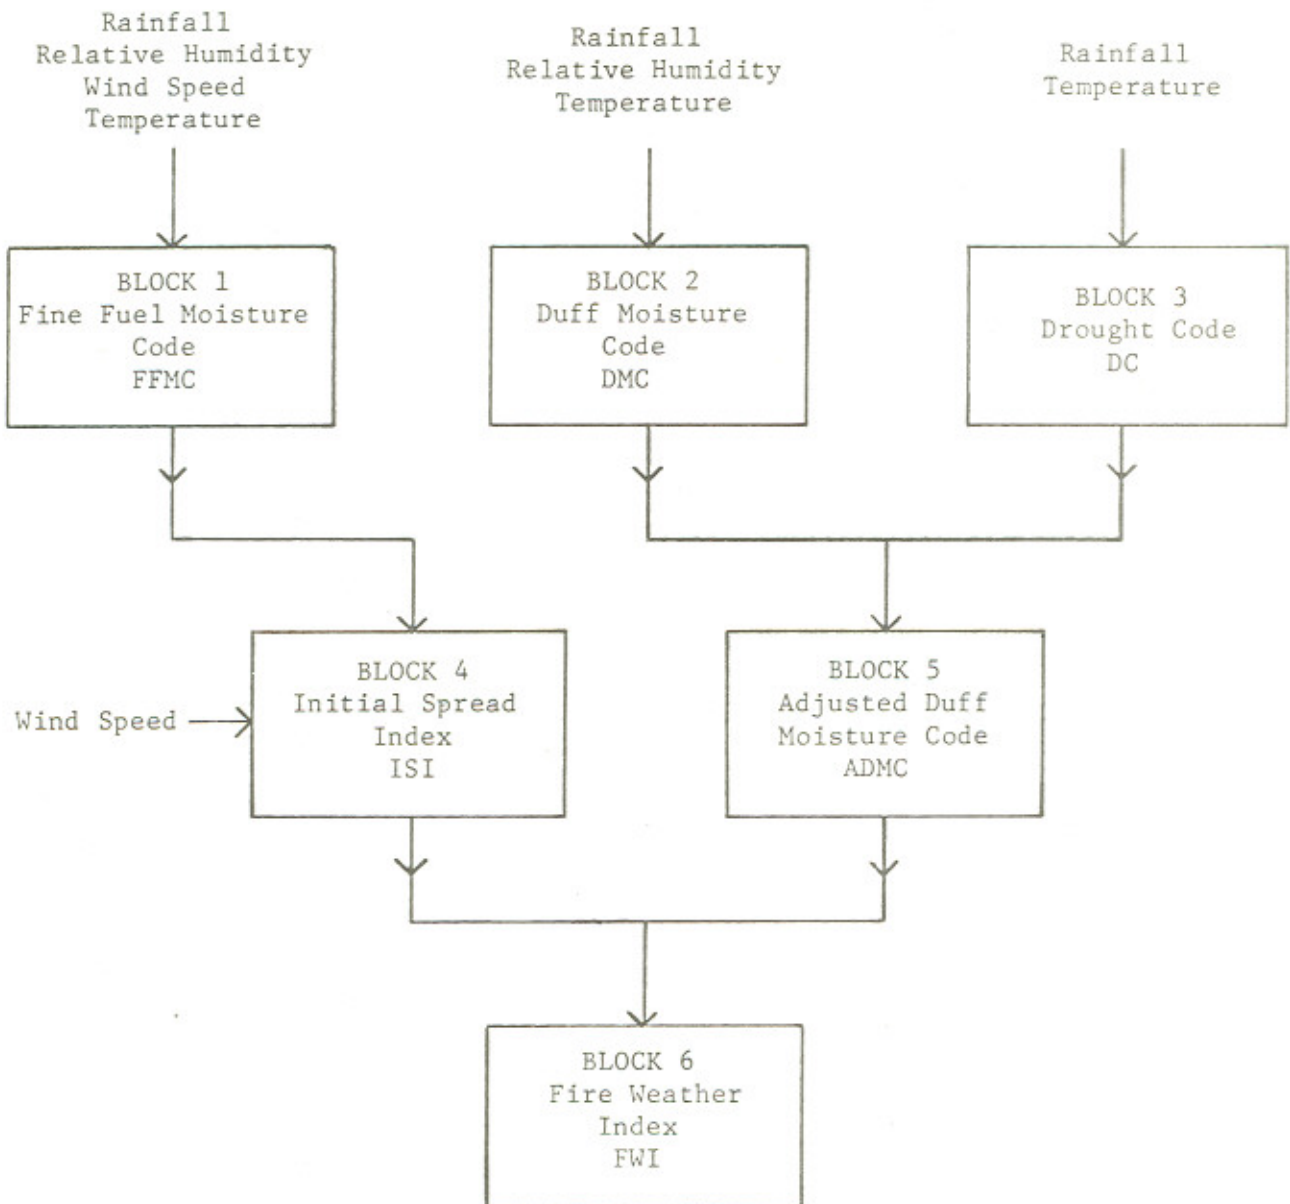 Rainfall
Relative Humidity
Wind Speed
Temperature
Rainfall
Relative Humidity
Temperature
Rainfall
Temperature
BLOCK 1
Fine Fuel Moisture
Code
FFMC
BLOCK 2
Duff Moisture
Code
DMC
BLOCK 3
Drought Code
DC
Wind Speed
BLOCK 4
Initial Spread
Index
ISI
BLOCK 5
Adjusted Duff
Moisture Code
ADMC
BLOCK 6
Fire Weather
Index
FWI